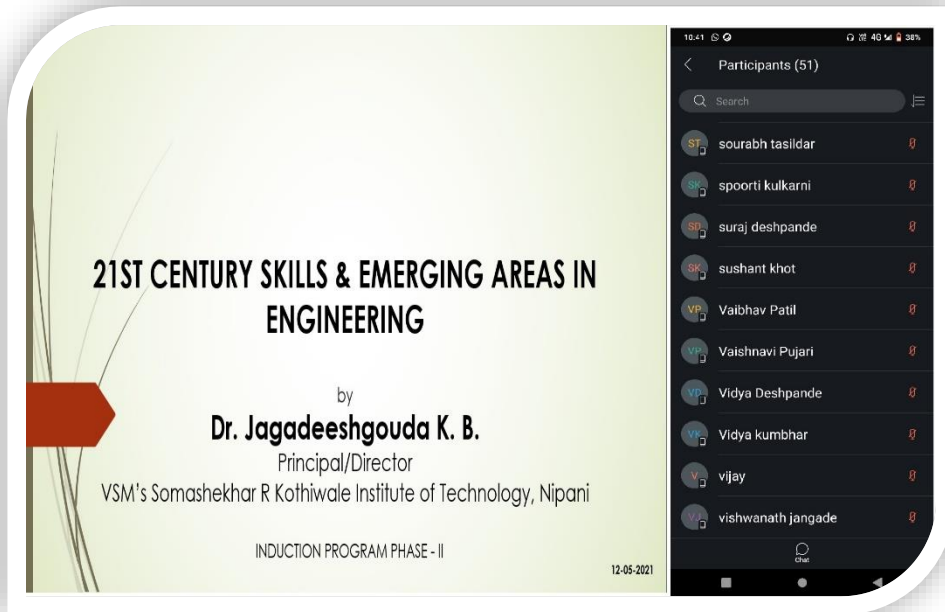 21ST CENTURY SKILLS & EMERGING AREAS IN
ENGINEERING
by
Dr. Jagadeeshgouda K. B.
Principal/Director
VSM's Somashekhar R Kothiwale Institute of Technology, Nipani
INDUCTION PROGRAM PHASE - II
12-05-2021
10:41 4G 38%
Participants (51)
Search
ST sourabh tasildar
SK spoorti kulkarni
SD suraj deshpande
SK sushant khot
VP Vaibhav Patil
VP Vaishnavi Pujari
VD Vidya Deshpande
VK Vidya kumbhar
V vijay
VJ vishwanath jangade
Chat